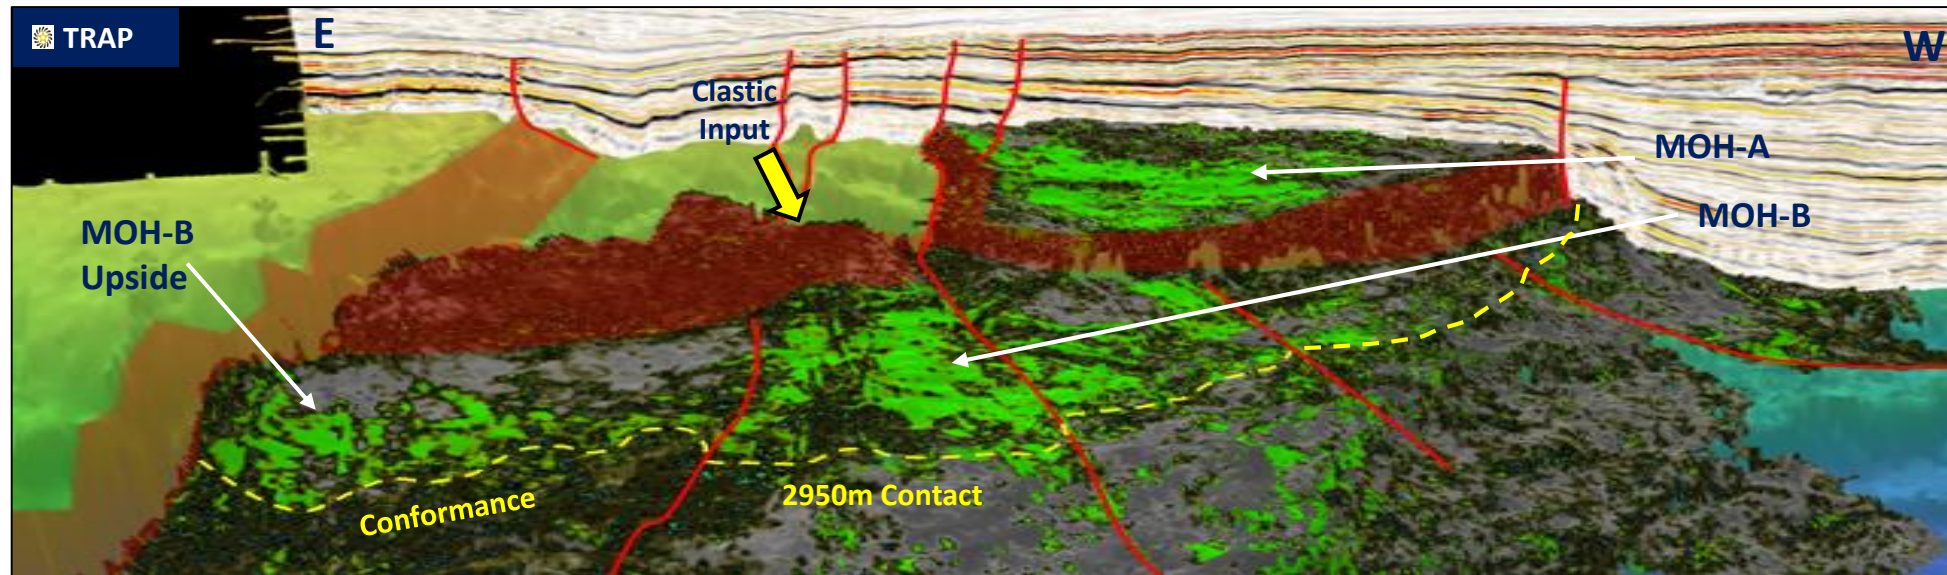 TRAP
E
W
Clastic
Input
MOH-A
MOH-B
MOH-B
Upside
Conformance
2950m Contact